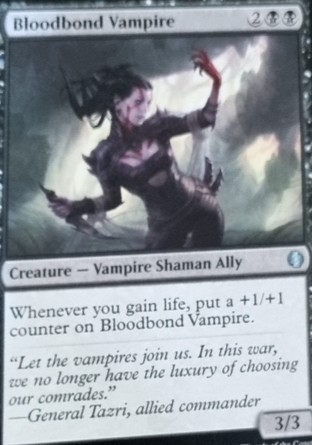 Bloodbond Vampire 2
Creature — Vampire Shaman Ally
Whenever you gain life, put a +1/+1
counter on Bloodbond Vampire.
“Let the vampires join us. In this war,
we no longer have the luxury of choosing
our comrades.”
—General Tazri, allied commander
3/3